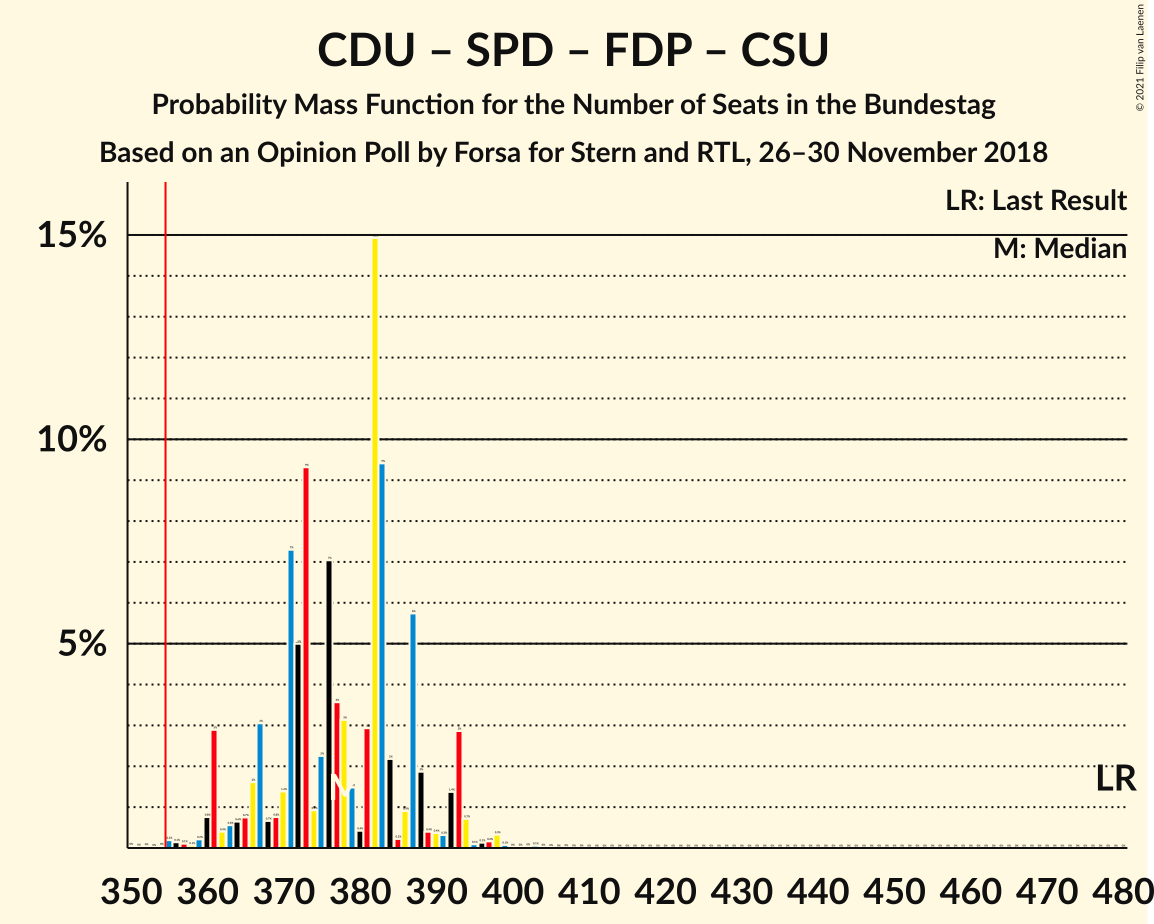 CDU – SPD – FDP – CSU
Probability Mass Function for the Number of Seats in the Bundestag
Based on an Opinion Poll by Forsa for Stern and RTL, 26–30 November 2018
© 2021 Filip van Laenen
LR: Last Result
M: Median
15%
10%
5%
M
LR
350 360 370 380 390 400 410 420 430 440 450 460 470 480